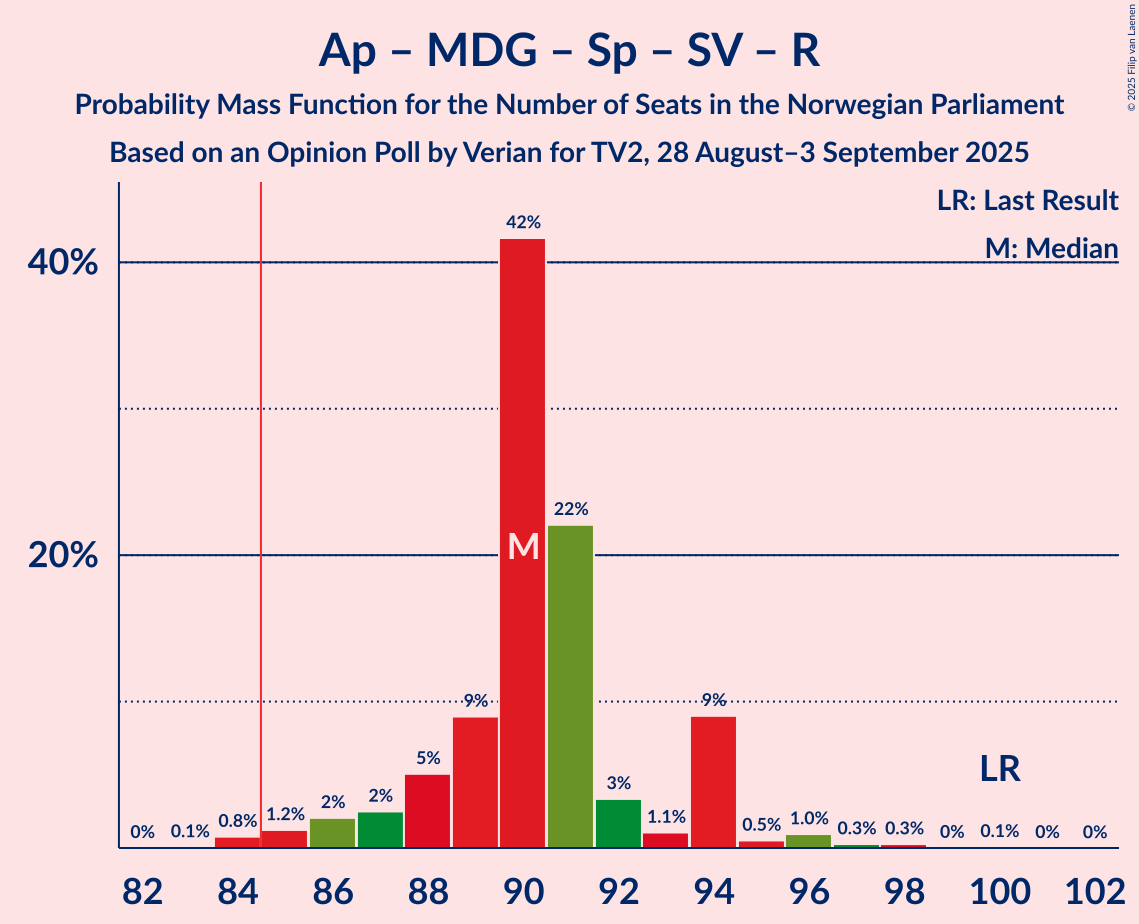 Ap – MDG – Sp – SV – R
Probability Mass Function for the Number of Seats in the Norwegian Parliament
Based on an Opinion Poll by Verian for TV2, 28 August–3 September 2025
© 2025 Filip van Laenen
LR: Last Result
M: Median
40%
20%
0%
0.1%
0.8%
1.2%
2%
2%
5%
9%
42%
M
22%
3%
1.1%
9%
0.5%
1.0%
0.3%
0.3%
0%
0.1%
0%
0%
LR
82 84 86 88 90 92 94 96 98 100 102